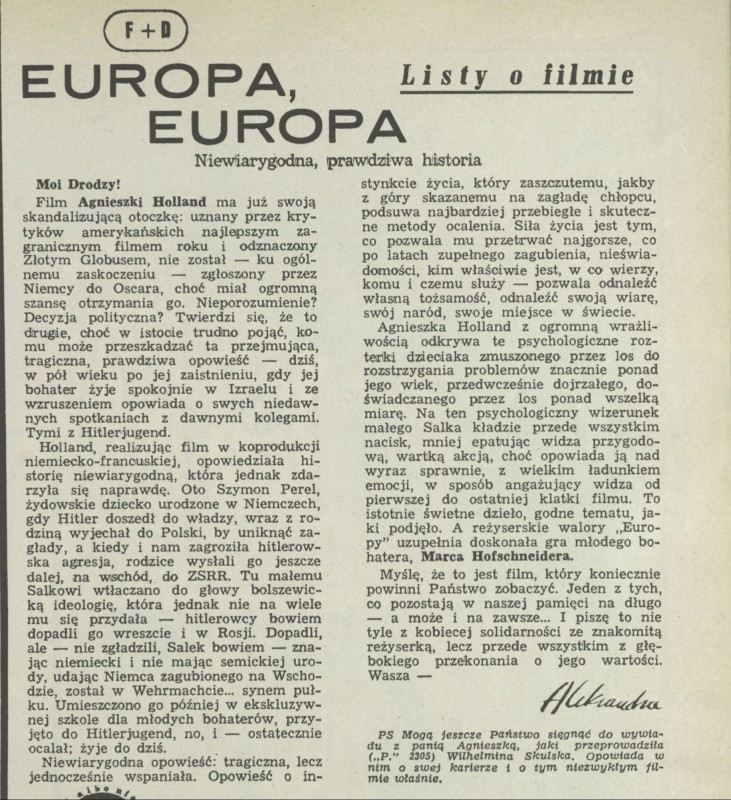 F+D
EUROPA,
EUROPA
Listy o filmie
Niewiarygodna, prawdziwa historia
Moi Drodzy!
Film Agnieszki Holland ma już swoją
skandalizującą otoczkę: uznany przez kry-
tyków amerykańskich najlepszym za-
granicznym filmem roku i odznaczony
Złotym Globusem, nie został — ku ogól-
nemu zaskoczeniu — zgłoszony przez
Niemcy do Oscara, choć miał ogromną
szansę otrzymania go. Nieporozumienie?
Decyzja polityczna? Twierdzi się, że to
drugie, choć w istocie trudno pojąć, ko-
mu może przeszkadzać ta przejmująca,
tragiczna, prawdziwa opowieść — dziś,
w pół wieku po jej zaistnieniu, gdy jej
bohater żyje spokojnie w Izraelu i ze
wzruszeniem opowiada o swych niedaw-
nych spotkaniach z dawnymi kolegami.
Tymi z Hitlerjugend.
Holland, realizując film w koprodukcji
niemiecko-francuskiej, opowiedziała hi-
storię niewiarygodną, która jednak zda-
rzyła się naprawdę. Oto Szymon Perel,
żydowskie dziecko urodzone w Niemczech,
gdy Hitler doszedł do władzy, wraz z ro-
dziną wyjechał do Polski, by uniknąć za-
głady, a kiedy i nam zagroziła hitlerow-
ska agresja, rodzice wysłali go jeszcze
dalej, na wschód, do ZSRR. Tu małemu
Salkowi wtłaczano do głowy bolszewic-
ką ideologię, która jednak nie na wiele
mu się przydała — hitlerowcy bowiem
dopadli go wreszcie i w Rosji. Dopadli,
ale — nie zgładzili, Salek bowiem — zna-
jąc niemiecki i nie mając semickiej uro-
dy, udając Niemca zagubionego na Wscho-
dzie, został w Wehrmachcie... synem puł-
ku. Umieszczono go później w ekskluzyw-
nej szkole dla młodych bohaterów, przy-
jęto do Hitlerjugend, no, i — ostatecznie
ocalał; żyje do dziś.
Niewiarygodna opowieść: tragiczna, lecz
jednocześnie wspaniała. Opowieść o in-
stynkcie życia, który zaszczutemu, jakby
z góry skazanemu na zagładę chłopcu,
podsuwa najbardziej przebiegłe i skutecz-
ne metody ocalenia. Siła życia jest tym,
co pozwala mu przetrwać najgorsze, co
po latach zupełnego zagubienia, nieświa-
domości, kim właściwie jest, w co wierzy,
komu i czemu służy — pozwala odnaleźć
własną tożsamość, odnaleźć swoją wiarę,
swój naród, swoje miejsce w świecie.
Agnieszka Holland z ogromną wrażli-
wością odkrywa te psychologiczne roz-
terki dzieciaka zmuszonego przez los do
rozstrzygania problemów znacznie ponad
jego wiek, przedwcześnie dojrzałego, do-
świadczanego przez los ponad wszelką
miarę. Na ten psychologiczny wizerunek
małego Salka kładzie przede wszystkim
nacisk, mniej epatując widza przygodo-
wą, wartką akcją, choć opowiada ją nad
wyraz sprawnie, z wielkim ładunkiem
emocji, w sposób angażujący widza od
pierwszej do ostatniej klatki filmu. To
istotnie świetne dzieło, godne tematu, ja-
ki podjęło. A reżyserskie walory „Euro-
py” uzupełnia doskonała gra młodego bo-
hatera, Marca Hofschneidera.
Myślę, że to jest film, który koniecznie
powinni Państwo zobaczyć. Jeden z tych,
co pozostają w naszej pamięci na długo
— a może i na zawsze... I piszę to nie
tyle z kobiecej solidarności ze znakomitą
reżyserką, lecz przede wszystkim z głę-
bokiego przekonania o jego wartości.
Wasza —
Aleksandra
PS Mogą jeszcze Państwo sięgnąć do wywia-
du z panią Agnieszką, jaki przeprowadziła
(„P.” 2305) Wilhelmina Skulska. Opowiada w
nim o swej karierze i o tym niezwykłym fil-
mie właśnie.
albo